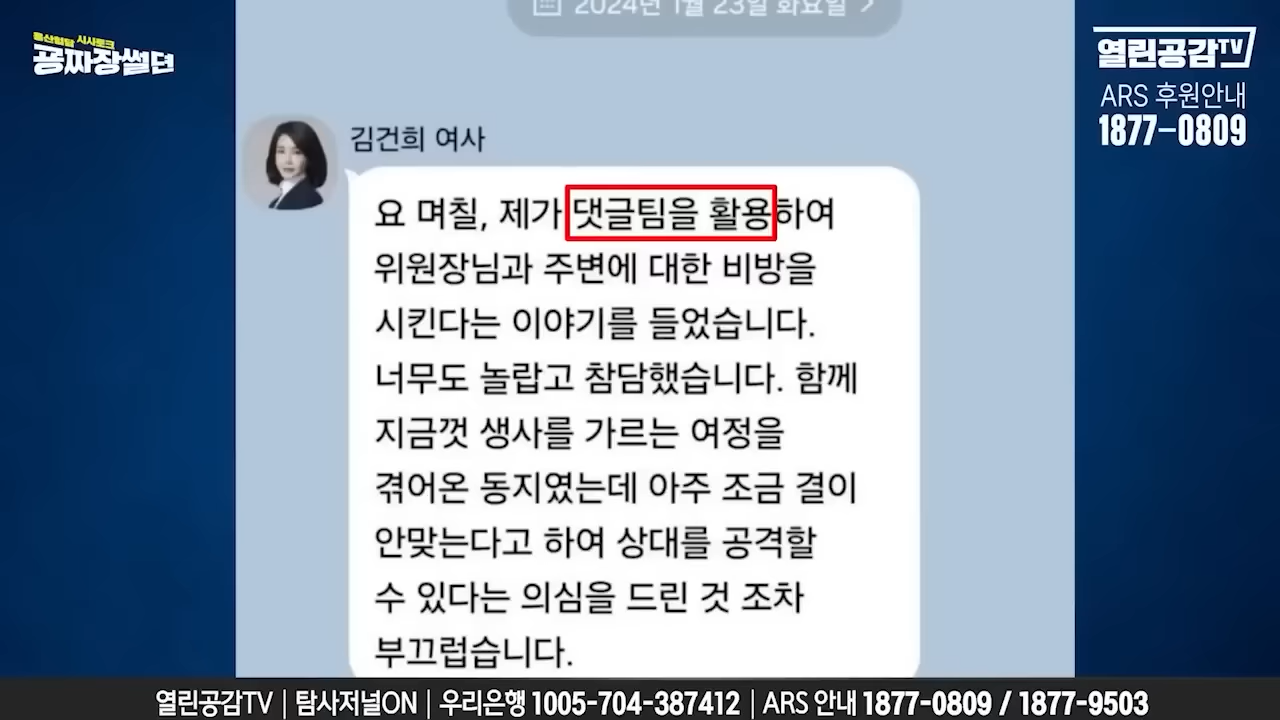 2024년 1월 23일 화요일 >
용산협팔 시사토크
굥짜장썰뎐
열린공감TV
ARS 후원안내
1877-0809
김건희 여사
요 며칠, 제가 댓글팀을 활용하여
위원장님과 주변에 대한 비방을
시킨다는 이야기를 들었습니다.
너무도 놀랍고 참담했습니다. 함께
지금껏 생사를 가르는 여정을
겪어온 동지였는데 아주 조금 결이
안맞는다고 하여 상대를 공격할
수 있다는 의심을 드린 것 조차
부끄럽습니다.
열린공감TV | 탐사저널ON | 우리은행 1005-704-387412 | ARS 안내 1877-0809 / 1877-9503